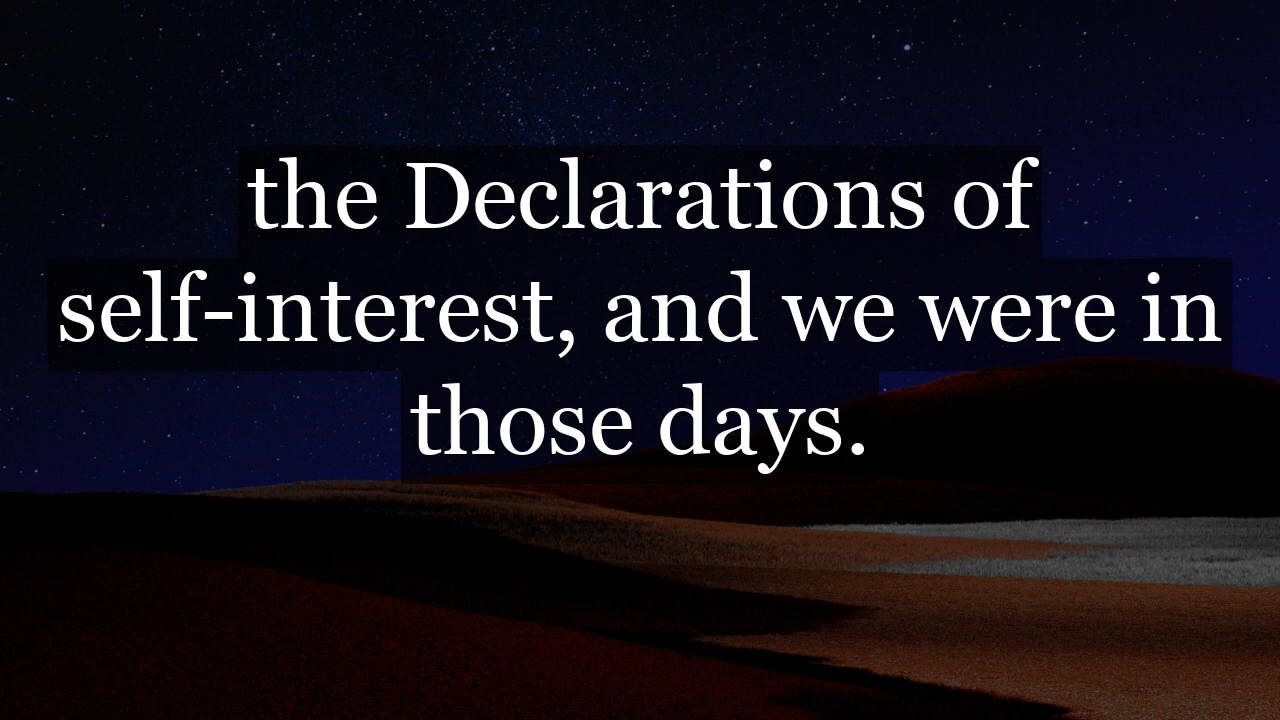 the Declarations of
self-interest, and we were in
those days.